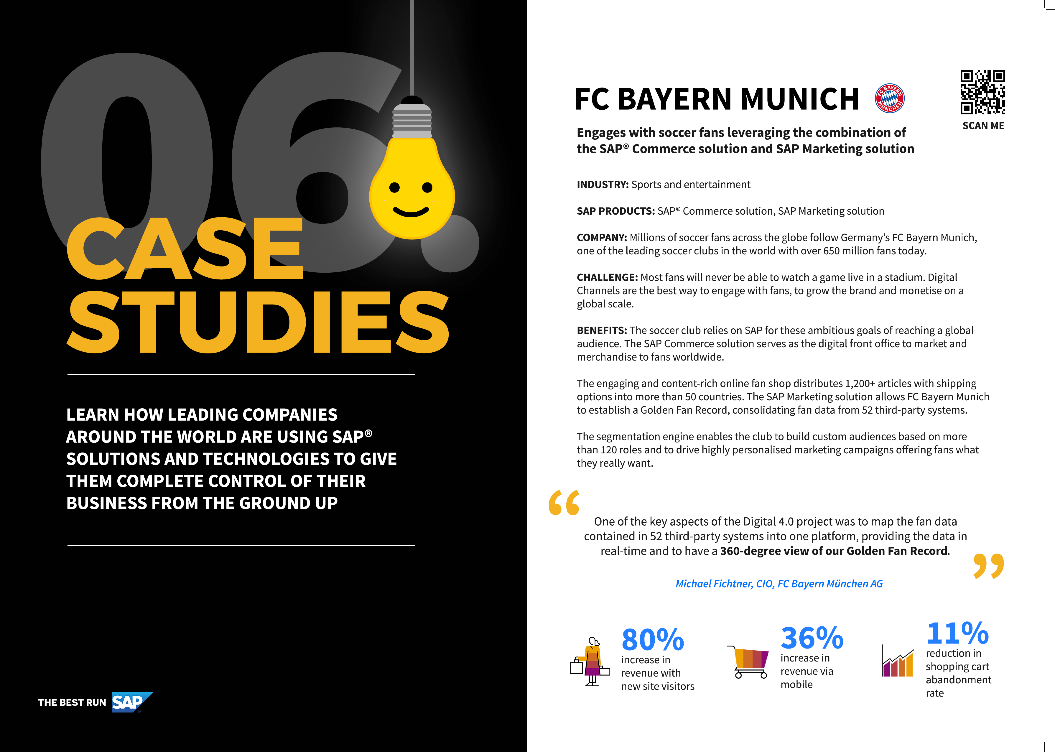 06.
CASE
STUDIES
LEARN HOW LEADING COMPANIES
AROUND THE WORLD ARE USING SAP®
SOLUTIONS AND TECHNOLOGIES TO GIVE
THEM COMPLETE CONTROL OF THEIR
BUSINESS FROM THE GROUND UP
THE BEST RUN SAP
FC BAYERN MUNICH
FC BAYERN MÜNCHEN
SCAN ME
Engages with soccer fans leveraging the combination of
the SAP® Commerce solution and SAP Marketing solution
INDUSTRY: Sports and entertainment
SAP PRODUCTS: SAP® Commerce solution, SAP Marketing solution
COMPANY: Millions of soccer fans across the globe follow Germany's FC Bayern Munich,
one of the leading soccer clubs in the world with over 650 million fans today.
CHALLENGE: Most fans will never be able to watch a game live in a stadium. Digital
Channels are the best way to engage with fans, to grow the brand and monetise on a
global scale.
BENEFITS: The soccer club relies on SAP for these ambitious goals of reaching a global
audience. The SAP Commerce solution serves as the digital front office to market and
merchandise to fans worldwide.
The engaging and content-rich online fan shop distributes 1,200+ articles with shipping
options into more than 50 countries. The SAP Marketing solution allows FC Bayern Munich
to establish a Golden Fan Record, consolidating fan data from 52 third-party systems.
The segmentation engine enables the club to build custom audiences based on more
than 120 roles and to drive highly personalised marketing campaigns offering fans what
they really want.
“
One of the key aspects of the Digital 4.0 project was to map the fan data
contained in 52 third-party systems into one platform, providing the data in
real-time and to have a 360-degree view of our Golden Fan Record.
”
Michael Fichtner, CIO, FC Bayern München AG
80%
increase in
revenue with
new site visitors
36%
increase in
revenue via
mobile
11%
reduction in
shopping cart
abandonment
rate